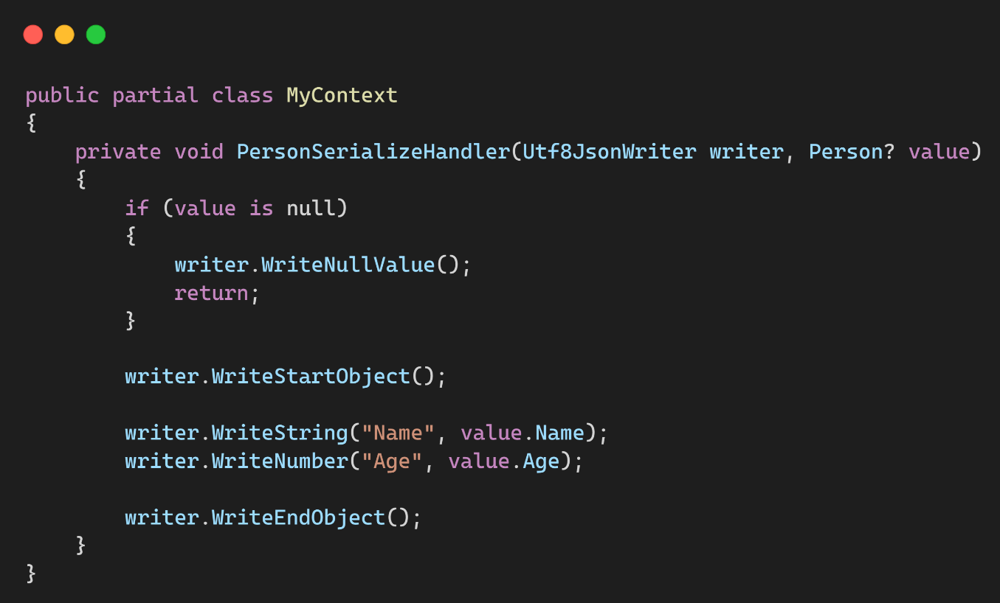 public partial class MyContext
{
    private void PersonSerializeHandler(Utf8JsonWriter writer, Person? value)
    {
        if (value is null)
        {
            writer.WriteNullValue();
            return;
        }

        writer.WriteStartObject();

        writer.WriteString("Name", value.Name);
        writer.WriteNumber("Age", value.Age);

        writer.WriteEndObject();
    }
}